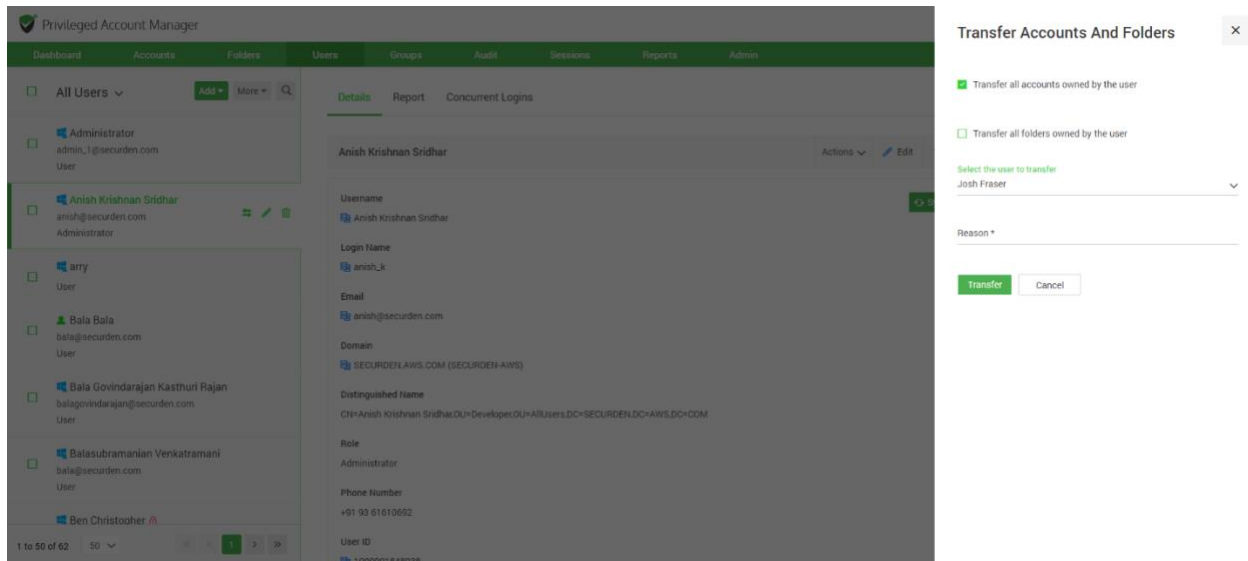 Privileged Account Manager
Dashboard Accounts Folders Users Groups Audit Sessions Reports Admin
All Users Add More
Administrator
admin_1@securden.com
User
Anish Krishnan Sridhar
anish@securden.com
Administrator
arry
User
Bala Bala
bala@securden.com
User
Bala Govindarajan Kasthuri Rajan
balagovindarajan@securden.com
User
Balasubramanian Venkatramani
bala@securden.com
User
Ben Christopher
1 to 50 of 62 50 1
Details Report Concurrent Logins
Anish Krishnan Sridhar Actions Edit
Username
Anish Krishnan Sridhar
Login Name
anish_k
Email
anish@securden.com
Domain
SECURDEN.AWS.COM (SECURDEN-AWS)
Distinguished Name
CN=Anish Krishnan Sridhar,OU=Developer,OU=AllUsers,DC=SECURDEN,DC=AWS,DC=COM
Role
Administrator
Phone Number
+91 93 61610692
User ID
Transfer Accounts And Folders
Transfer all accounts owned by the user
Transfer all folders owned by the user
Select the user to transfer
Josh Fraser
Reason *
Transfer Cancel